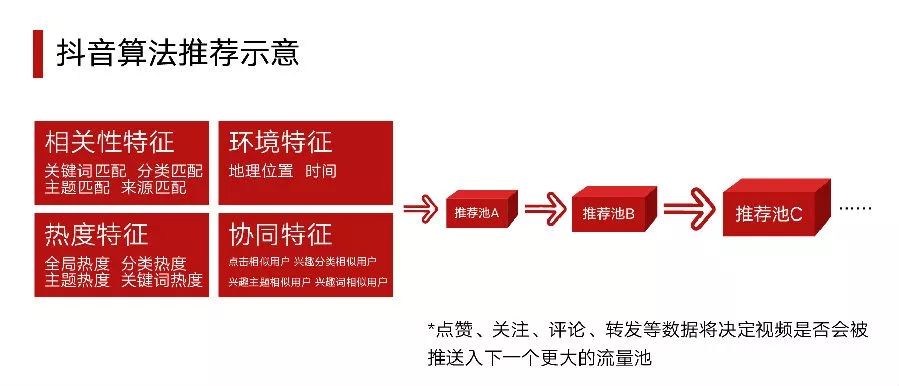 抖音算法推荐示意
相关性特征
关键词匹配 分类匹配
主题匹配 来源匹配
环境特征
地理位置 时间
热度特征
全局热度 分类热度
主题热度 关键词热度
协同特征
点击相似用户 兴趣分类相似用户
兴趣主题相似用户 兴趣词相似用户
推荐池A
推荐池B
推荐池C
……
*点赞、关注、评论、转发等数据将决定视频是否会被
推送入下一个更大的流量池